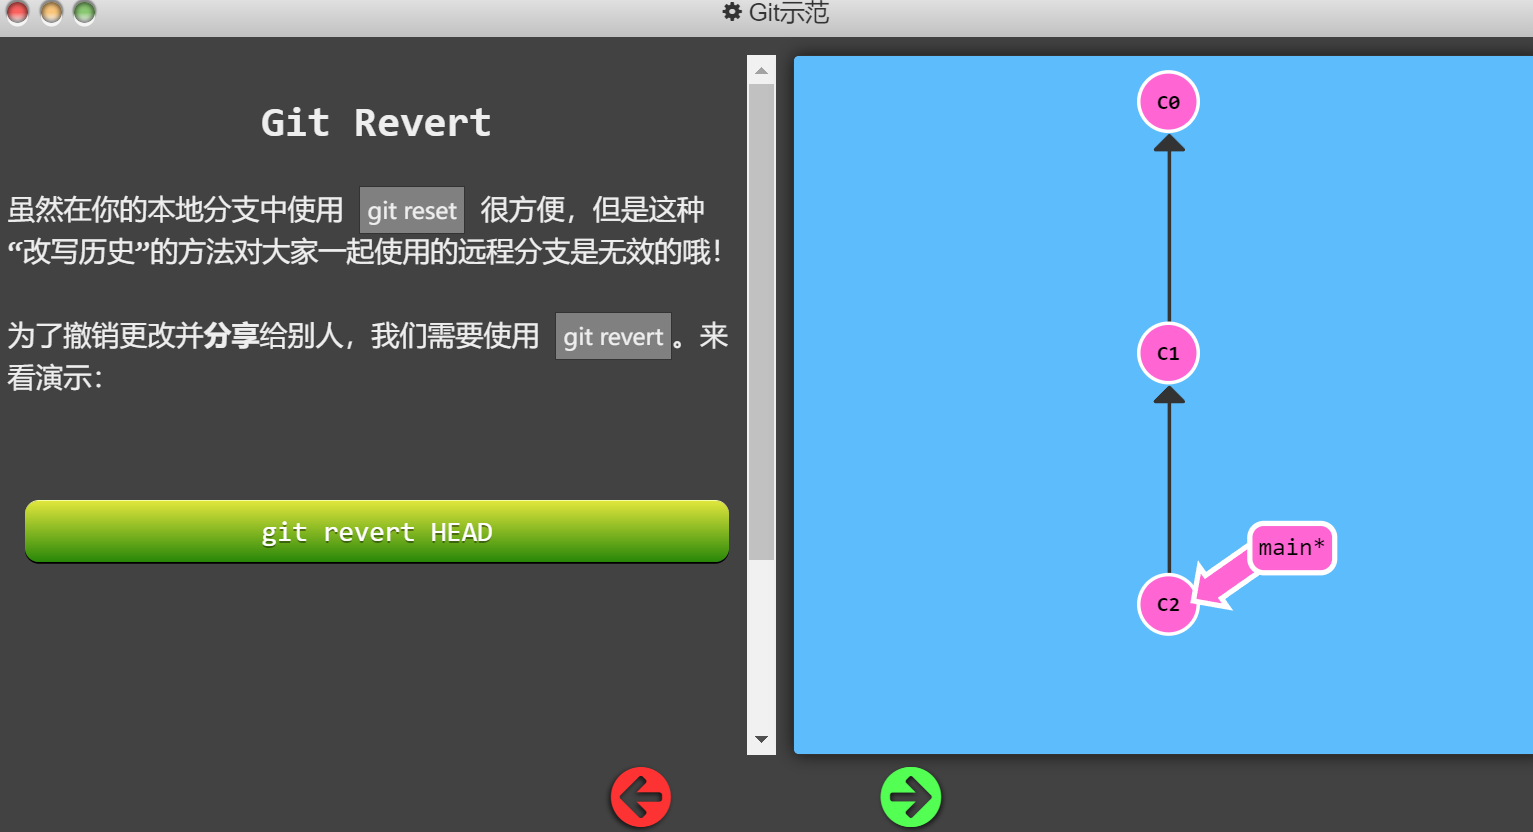 Git示范
Git Revert
虽然在你的本地分支中使用 git reset 很方便，但是这种
“改写历史”的方法对大家一起使用的远程分支是无效的哦！
为了撤销更改并分享给别人，我们需要使用 git revert。来
看演示：
git revert HEAD
C0
C1
main*
C2